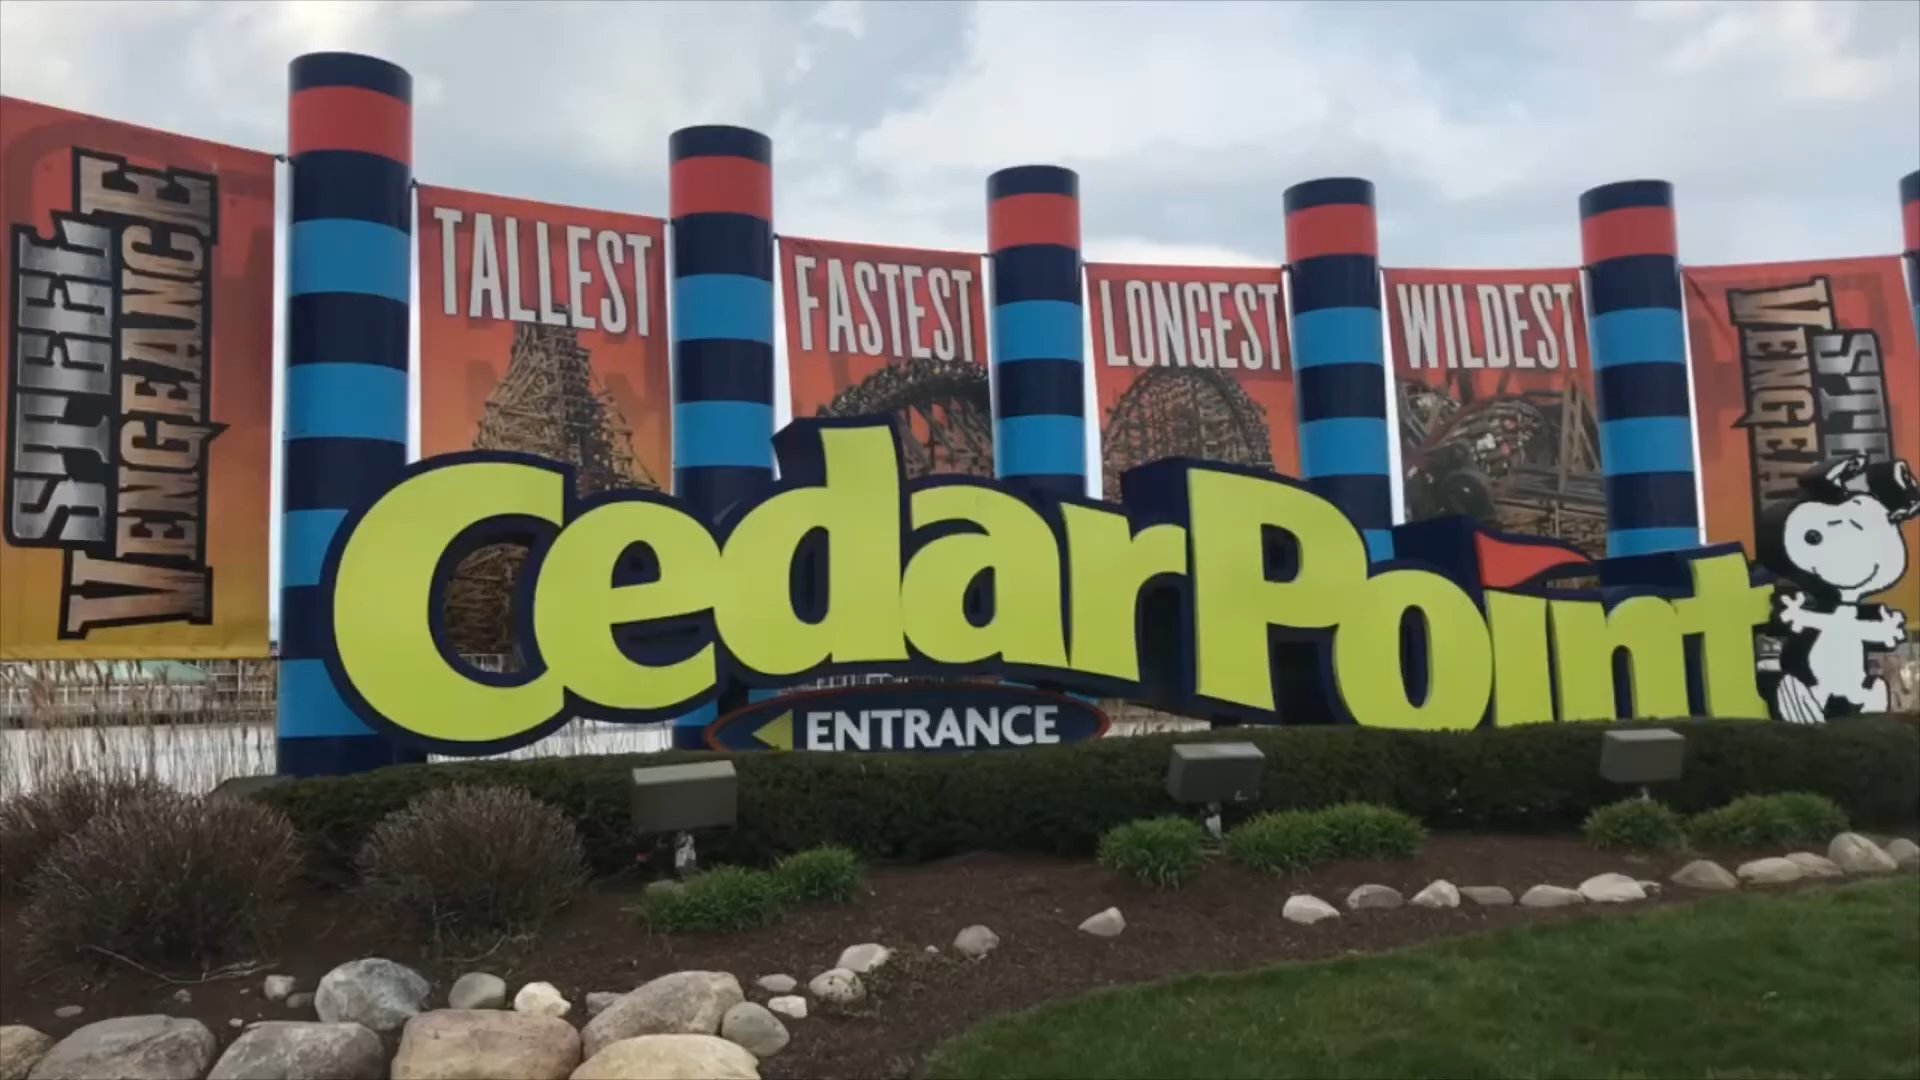 STEEL
VENGEANCE
TALLEST
FASTEST
LONGEST
WILDEST
STEEL
VENGEANCE
CedarPoint
ENTRANCE